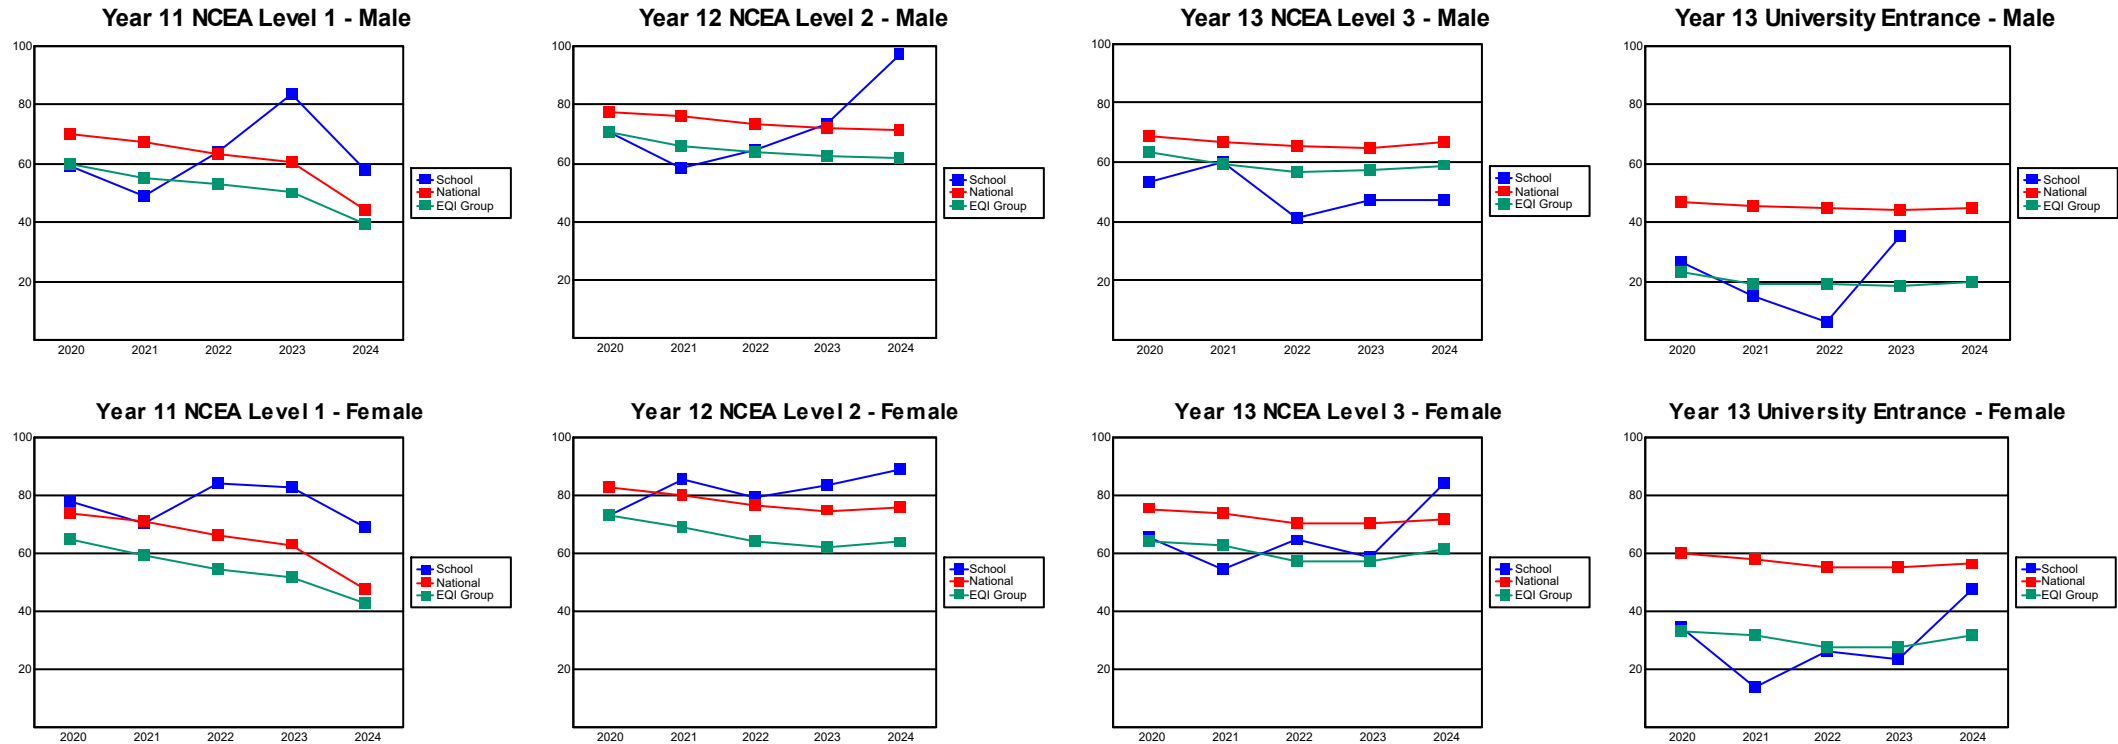 Year 11 NCEA Level 1 - Male
100
80
60
40
20
2020 2021 2022 2023 2024
School
National
EQI Group
Year 12 NCEA Level 2 - Male
100
80
60
40
20
2020 2021 2022 2023 2024
School
National
EQI Group
Year 13 NCEA Level 3 - Male
100
80
60
40
20
2020 2021 2022 2023 2024
School
National
EQI Group
Year 13 University Entrance - Male
100
80
60
40
20
2020 2021 2022 2023 2024
School
National
EQI Group
Year 11 NCEA Level 1 - Female
100
80
60
40
20
2020 2021 2022 2023 2024
School
National
EQI Group
Year 12 NCEA Level 2 - Female
100
80
60
40
20
2020 2021 2022 2023 2024
School
National
EQI Group
Year 13 NCEA Level 3 - Female
100
80
60
40
20
2020 2021 2022 2023 2024
School
National
EQI Group
Year 13 University Entrance - Female
100
80
60
40
20
2020 2021 2022 2023 2024
School
National
EQI Group